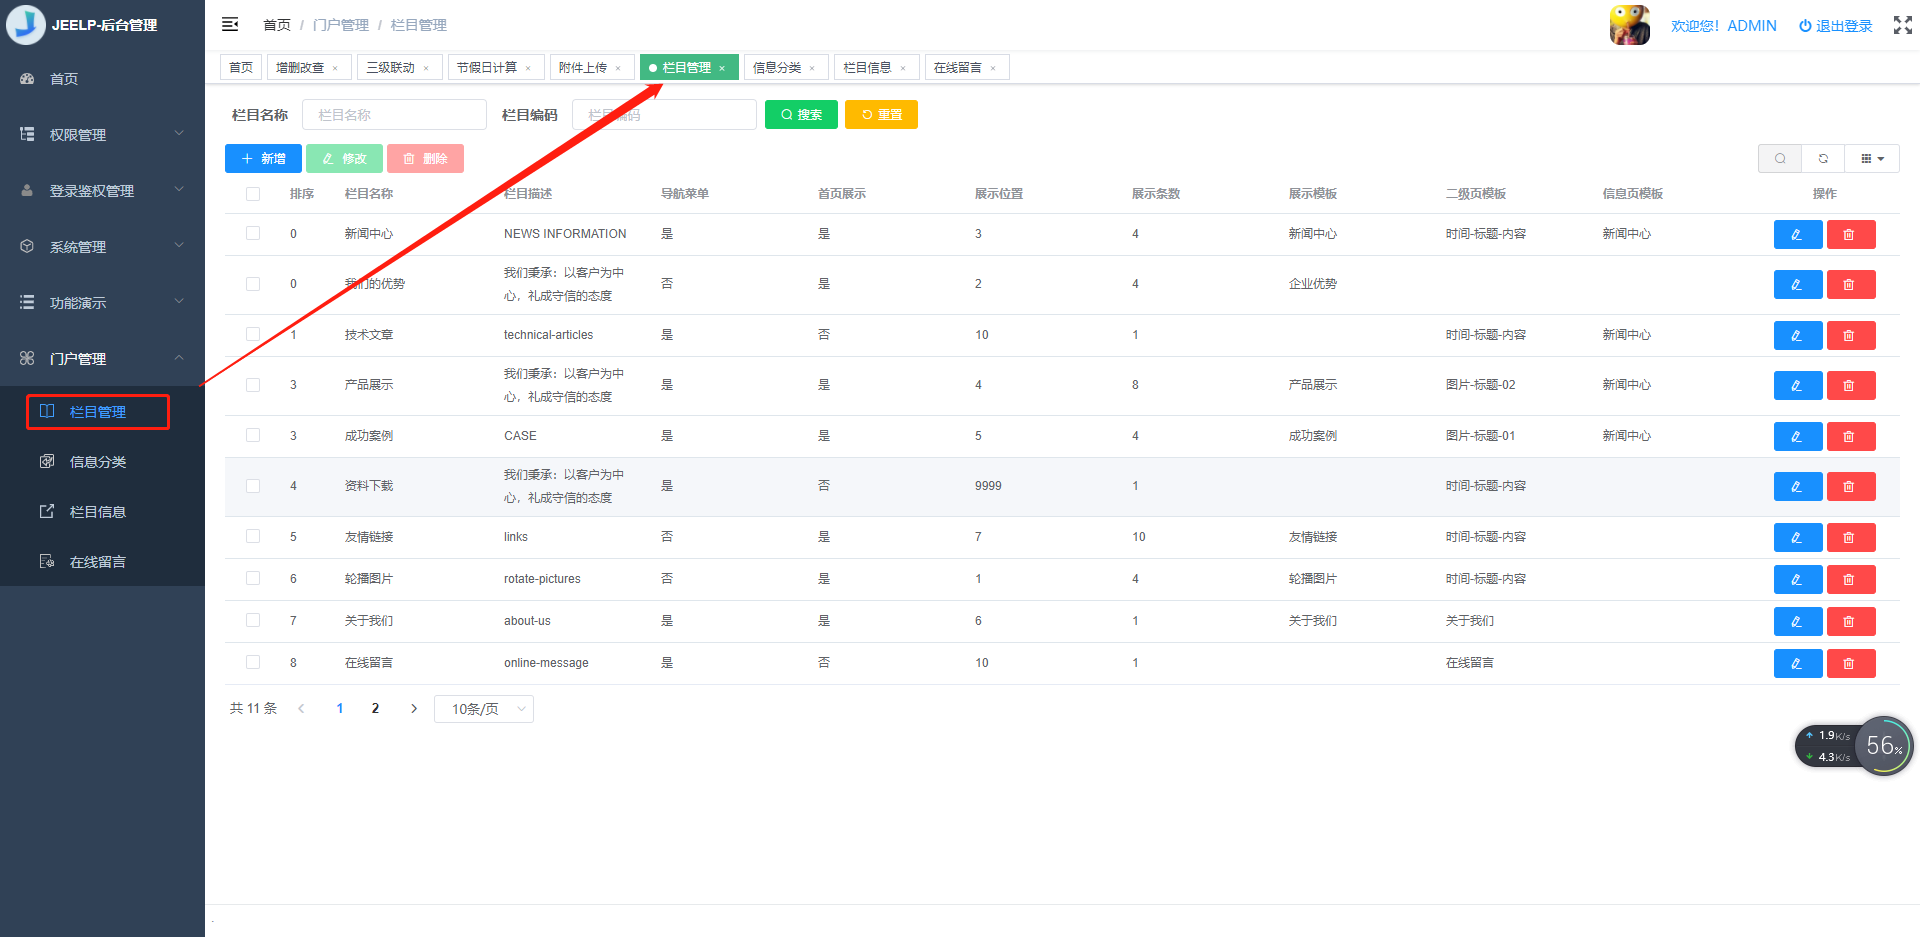 JEELP-后台管理
首页 / 门户管理 / 栏目管理
欢迎您！ADMIN 退出登录
首页 增删改查 × 三级联动 × 节假日计算 × 附件上传 × 栏目管理 × 信息分类 × 栏目信息 × 在线留言 ×
首页
权限管理
登录鉴权管理
系统管理
功能演示
门户管理
栏目管理
信息分类
栏目信息
在线留言
栏目名称 栏目名称 栏目编码 栏目编码 搜索 重置
新增 修改 删除
排序 栏目名称 栏目描述 导航菜单 首页展示 展示位置 展示条数 展示模板 二级页模板 信息页模板 操作
0 新闻中心 NEWS INFORMATION 是 是 3 4 新闻中心 时间-标题-内容 新闻中心
0 我们的优势 我们秉承：以客户为中 否 是 2 4 企业优势
心，礼成守信的态度
1 技术文章 technical-articles 是 否 10 1 时间-标题-内容 新闻中心
3 产品展示 我们秉承：以客户为中 是 是 4 8 产品展示 图片-标题-02 新闻中心
心，礼成守信的态度
3 成功案例 CASE 是 是 5 4 成功案例 图片-标题-01 新闻中心
4 资料下载 我们秉承：以客户为中 是 否 9999 1 时间-标题-内容
心，礼成守信的态度
5 友情链接 links 否 是 7 10 友情链接 时间-标题-内容
6 轮播图片 rotate-pictures 否 是 1 4 轮播图片 时间-标题-内容
7 关于我们 about-us 是 是 6 1 关于我们 关于我们
8 在线留言 online-message 是 否 10 1 在线留言
共 11 条 1 2 10条/页
1.9K/s
4.3K/s
56%